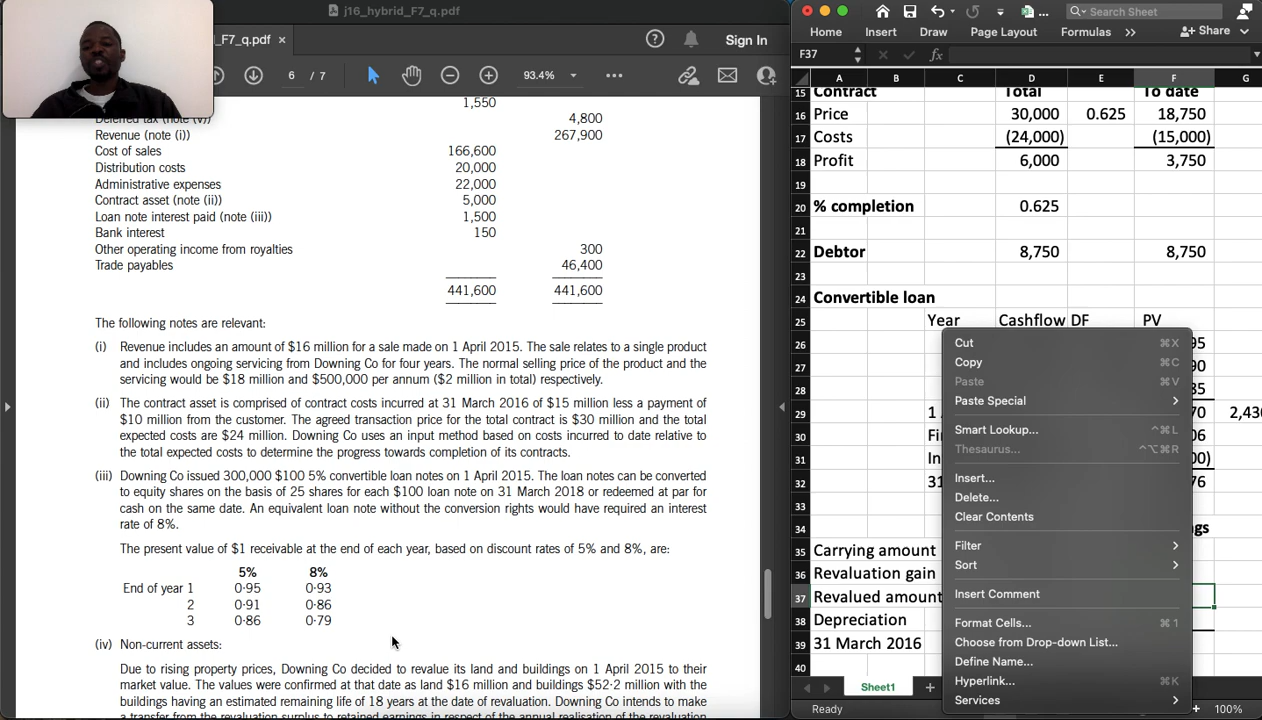 j16_hybrid_F7_q.pdf
_F7_q.pdf ×
Sign In
6 / 7
93.4%
1,550
Deferred tax (note (v)) 4,800
Revenue (note (i)) 267,900
Cost of sales 166,600
Distribution costs 20,000
Administrative expenses 22,000
Contract asset (note (ii)) 5,000
Loan note interest paid (note (iii)) 1,500
Bank interest 150
Other operating income from royalties 300
Trade payables 46,400
441,600 441,600
The following notes are relevant:
(i) Revenue includes an amount of $16 million for a sale made on 1 April 2015. The sale relates to a single product
and includes ongoing servicing from Downing Co for four years. The normal selling price of the product and the
servicing would be $18 million and $500,000 per annum ($2 million in total) respectively.
(ii) The contract asset is comprised of contract costs incurred at 31 March 2016 of $15 million less a payment of
$10 million from the customer. The agreed transaction price for the total contract is $30 million and the total
expected costs are $24 million. Downing Co uses an input method based on costs incurred to date relative to
the total expected costs to determine the progress towards completion of its contracts.
(iii) Downing Co issued 300,000 $100 5% convertible loan notes on 1 April 2015. The loan notes can be converted
to equity shares on the basis of 25 shares for each $100 loan note on 31 March 2018 or redeemed at par for
cash on the same date. An equivalent loan note without the conversion rights would have required an interest
rate of 8%.
The present value of $1 receivable at the end of each year, based on discount rates of 5% and 8%, are:
5% 8%
End of year 1 0·95 0·93
2 0·91 0·86
3 0·86 0·79
(iv) Non-current assets:
Due to rising property prices, Downing Co decided to revalue its land and buildings on 1 April 2015 to their
market value. The values were confirmed at that date as land $16 million and buildings $52·2 million with the
buildings having an estimated remaining life of 18 years at the date of revaluation. Downing Co intends to make
a transfer from the revaluation surplus to retained earnings in respect of the annual realisation of the revaluation
Search Sheet
Home Insert Draw Page Layout Formulas Share
F37 fx
A B C D E F G
15 Contract Total To date
16 Price 30,000 0.625 18,750
17 Costs (24,000) (15,000)
18 Profit 6,000 3,750
19
20 % completion 0.625
21
22 Debtor 8,750 8,750
23
24 Convertible loan
25 Year Cashflow DF PV
26
27
28
29 1
30
31
32
33
34
35 Carrying amount
36 Revaluation gain
37 Revalued amount
38 Depreciation
39 31 March 2016
40
Cut ⌘X
Copy ⌘C
Paste ⌘V
Paste Special
Smart Lookup... ^⌘L
Thesaurus... ^⌥⌘R
Insert...
Delete...
Clear Contents
Filter
Sort
Insert Comment
Format Cells... ⌘1
Choose from Drop-down List...
Define Name...
Hyperlink... ⌘K
Services
Sheet1 +
Ready + 100%